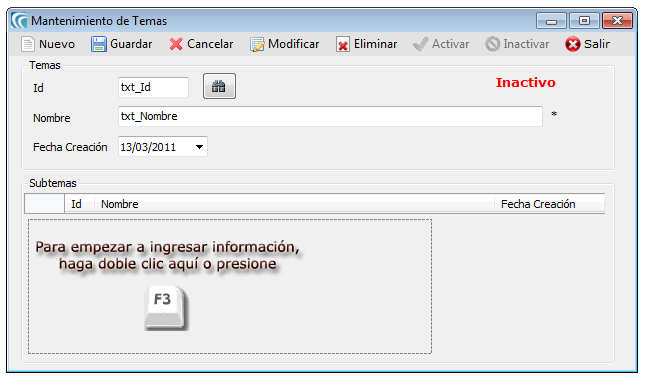 Mantenimiento de Temas
Nuevo Guardar Cancelar Modificar Eliminar Activar Inactivar Salir
Temas
Id txt_Id Inactivo
Nombre txt_Nombre *
Fecha Creación 13/03/2011
Subtemas
Id Nombre Fecha Creación
Para empezar a ingresar información,
haga doble clic aquí o presione
F3